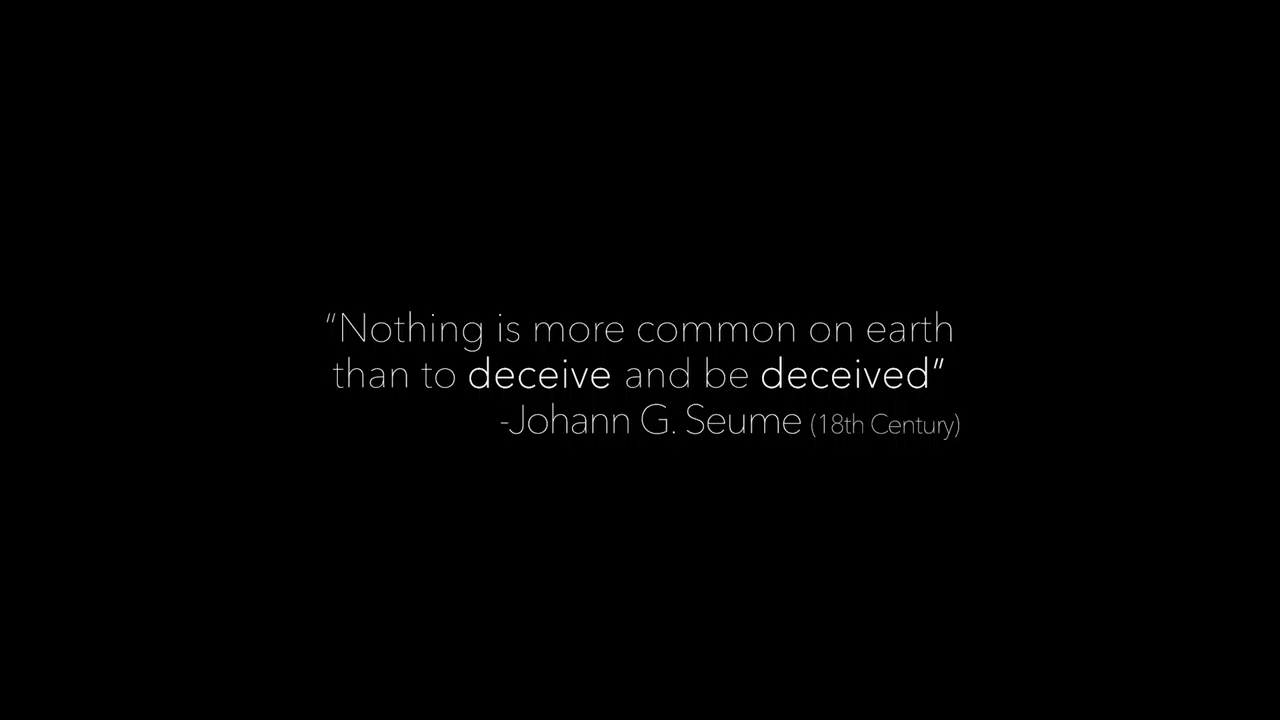 “Nothing is more common on earth
than to deceive and be deceived”
-Johann G. Seume (18th Century)